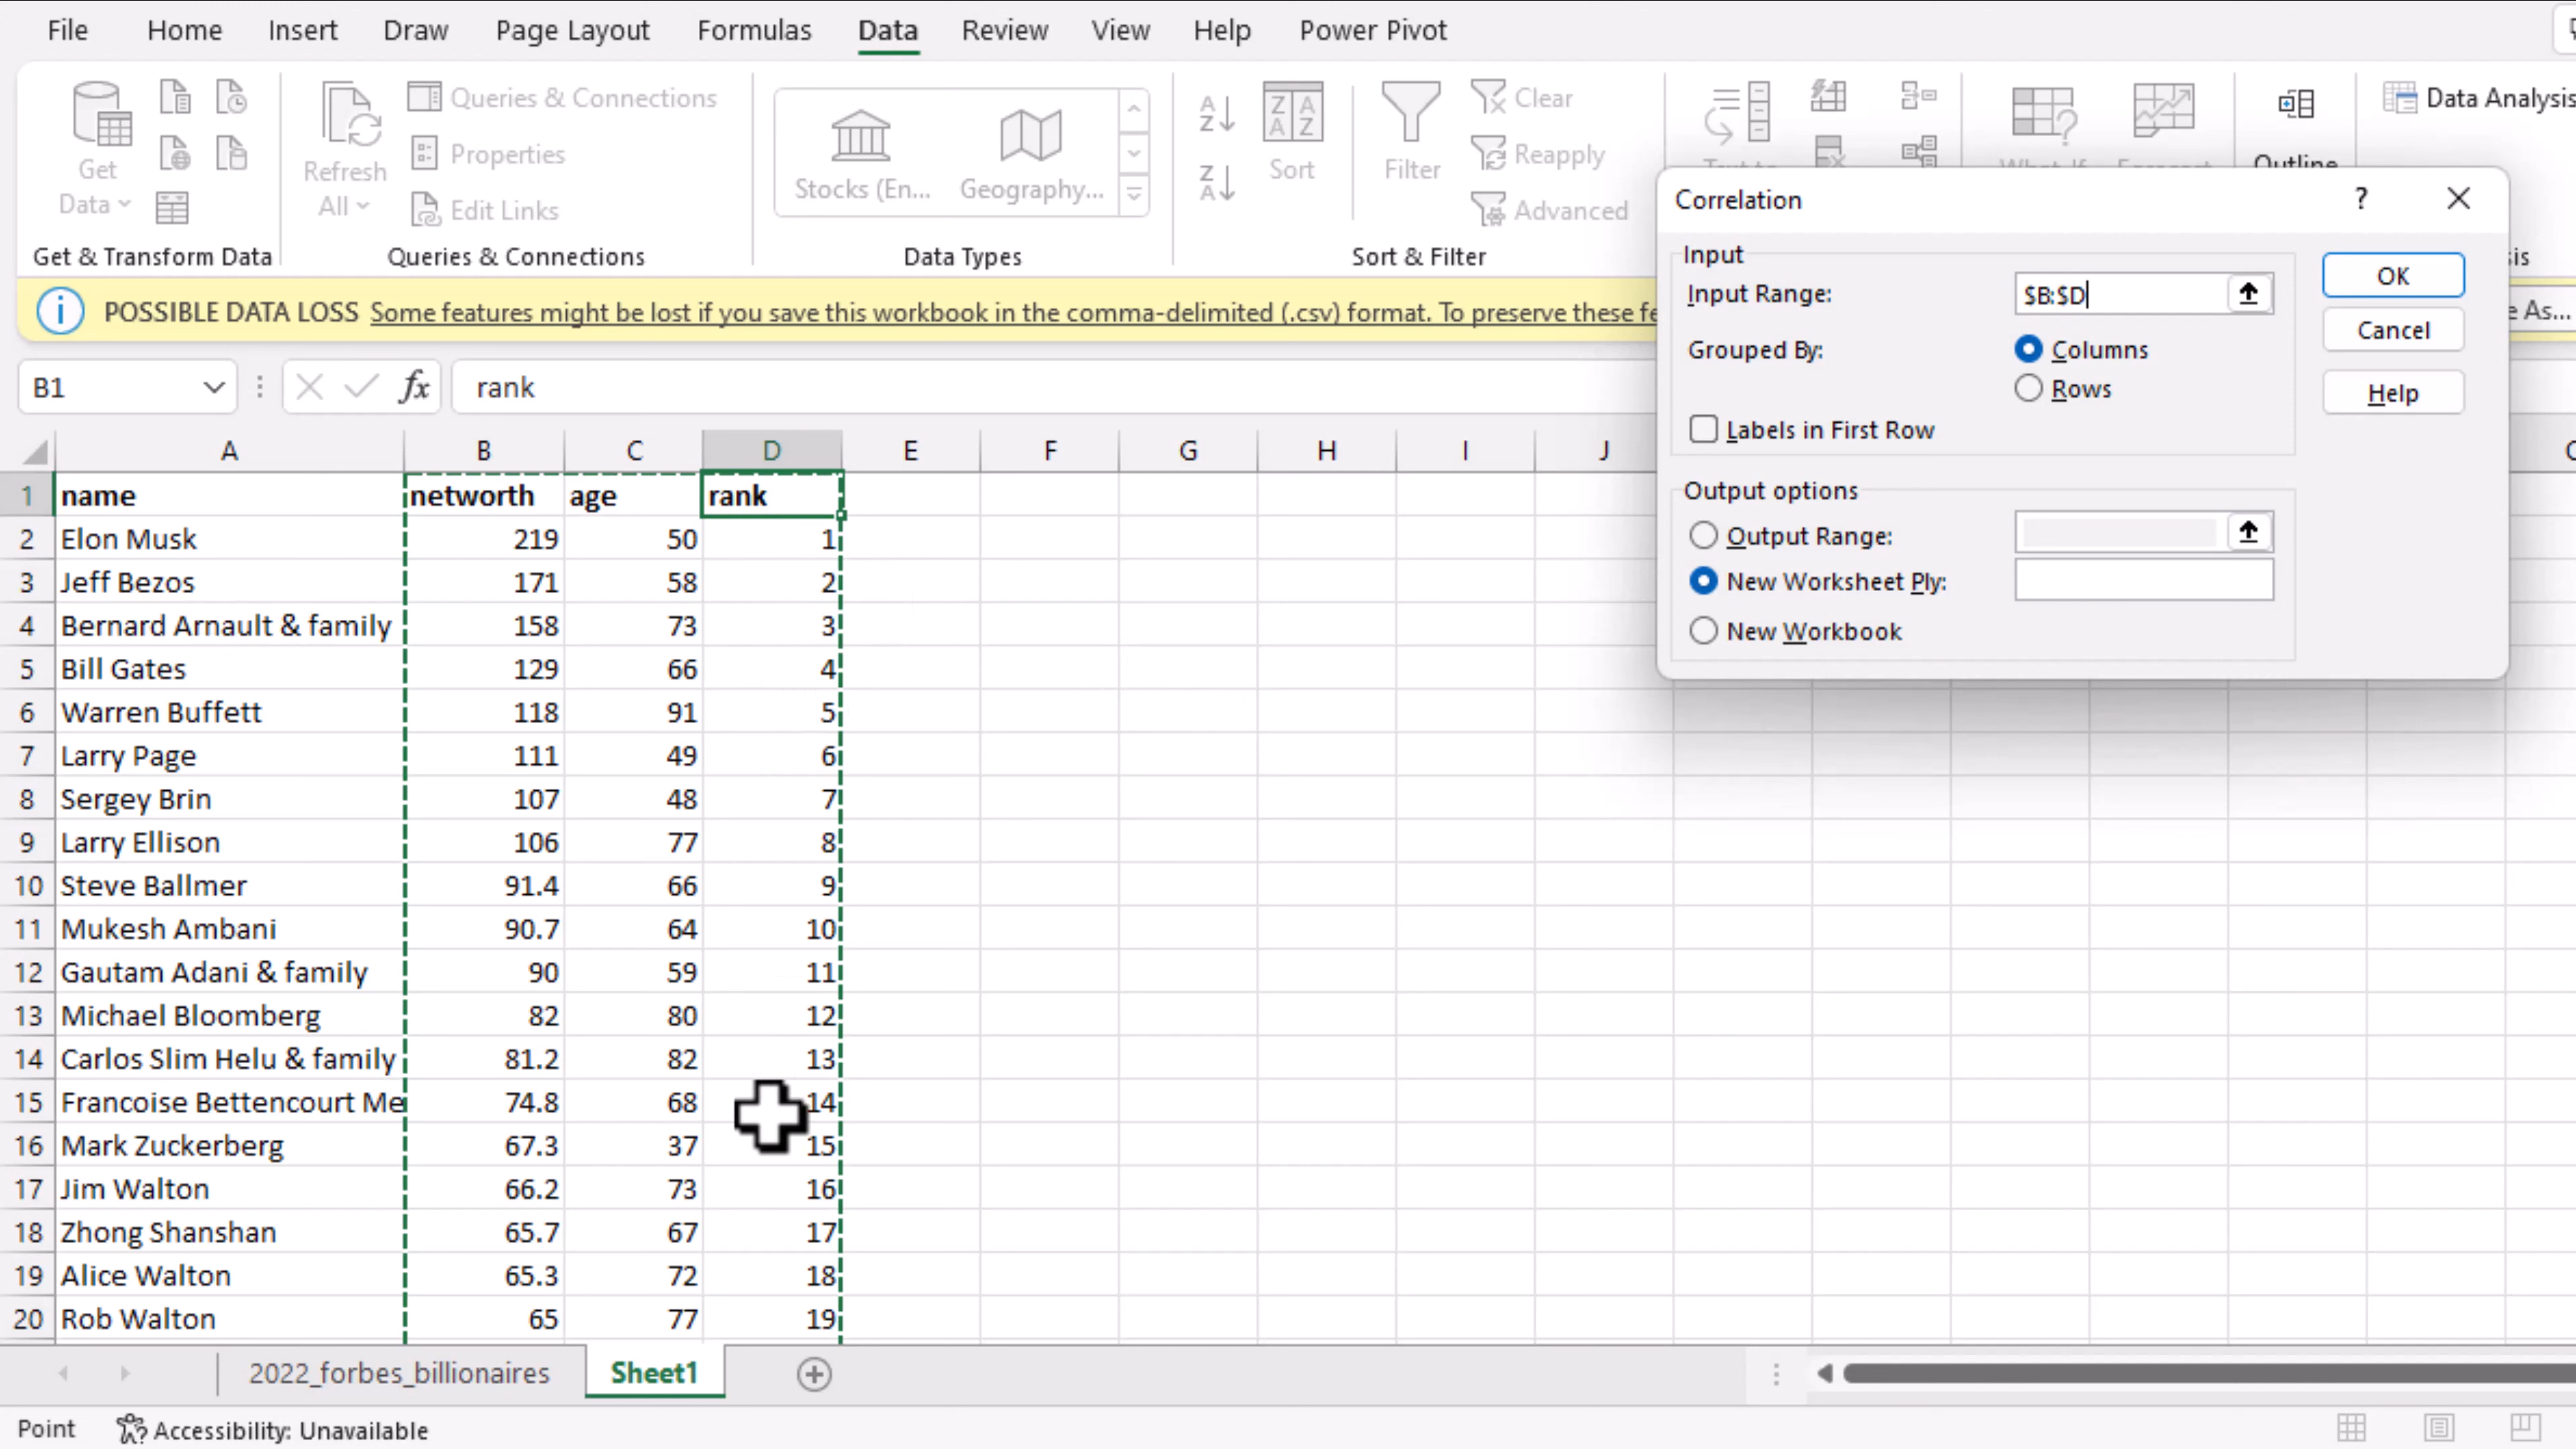 File Home Insert Draw Page Layout Formulas Data Review View Help Power Pivot
Get Data
Refresh All
Queries & Connections
Properties
Edit Links
Stocks (En... Geography...
Sort
Filter
Clear
Reapply
Advanced
Outline
Data Analysis
Get & Transform Data Queries & Connections Data Types Sort & Filter
POSSIBLE DATA LOSS Some features might be lost if you save this workbook in the comma-delimited (.csv) format. To preserve these fe
e As...
B1 fx rank
A B C D E F G H I J
1 name networth age rank
2 Elon Musk 219 50 1
3 Jeff Bezos 171 58 2
4 Bernard Arnault & family 158 73 3
5 Bill Gates 129 66 4
6 Warren Buffett 118 91 5
7 Larry Page 111 49 6
8 Sergey Brin 107 48 7
9 Larry Ellison 106 77 8
10 Steve Ballmer 91.4 66 9
11 Mukesh Ambani 90.7 64 10
12 Gautam Adani & family 90 59 11
13 Michael Bloomberg 82 80 12
14 Carlos Slim Helu & family 81.2 82 13
15 Francoise Bettencourt Me 74.8 68 14
16 Mark Zuckerberg 67.3 37 15
17 Jim Walton 66.2 73 16
18 Zhong Shanshan 65.7 67 17
19 Alice Walton 65.3 72 18
20 Rob Walton 65 77 19
Correlation ?
Input
Input Range: $B:$D
Grouped By: Columns
Rows
Labels in First Row
Output options
Output Range:
New Worksheet Ply:
New Workbook
OK
Cancel
Help
2022_forbes_billionaires Sheet1
Point Accessibility: Unavailable